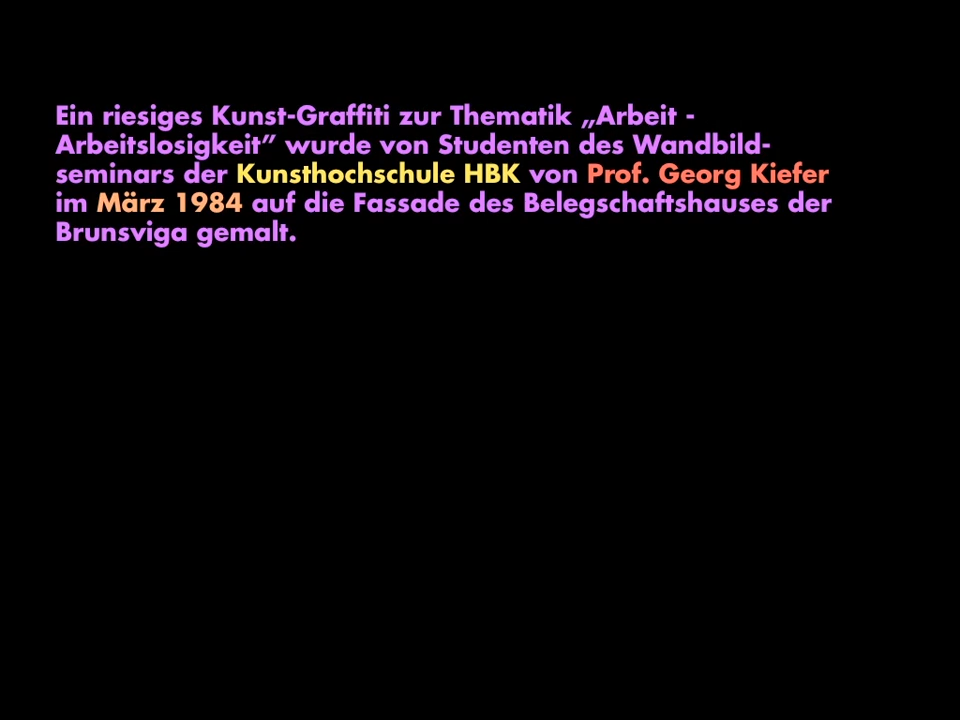 Ein riesiges Kunst-Graffiti zur Thematik „Arbeit -
Arbeitslosigkeit” wurde von Studenten des Wandbild-
seminars der Kunsthochschule HBK von Prof. Georg Kiefer
im März 1984 auf die Fassade des Belegschaftshauses der
Brunsviga gemalt.